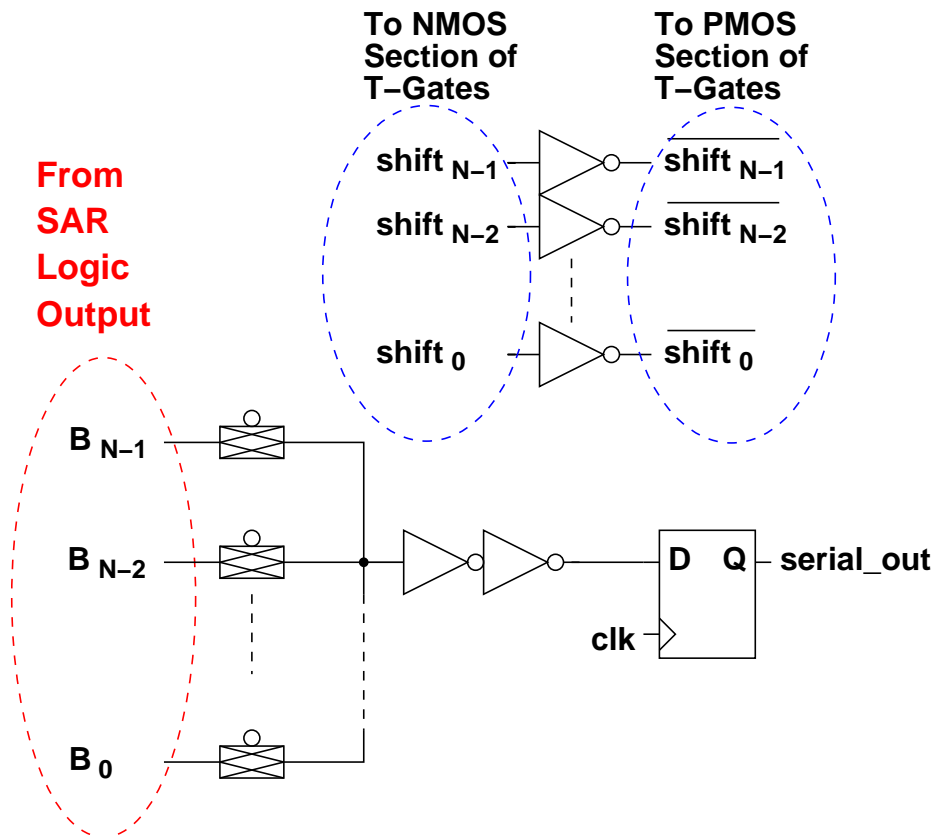 To NMOS
Section of
T–Gates
To PMOS
Section of
T–Gates
shift N–1
shift N–1
shift N–2
shift N–2
shift 0
shift 0
From
SAR
Logic
Output
B N–1
B N–2
B 0
D Q
serial_out
clk